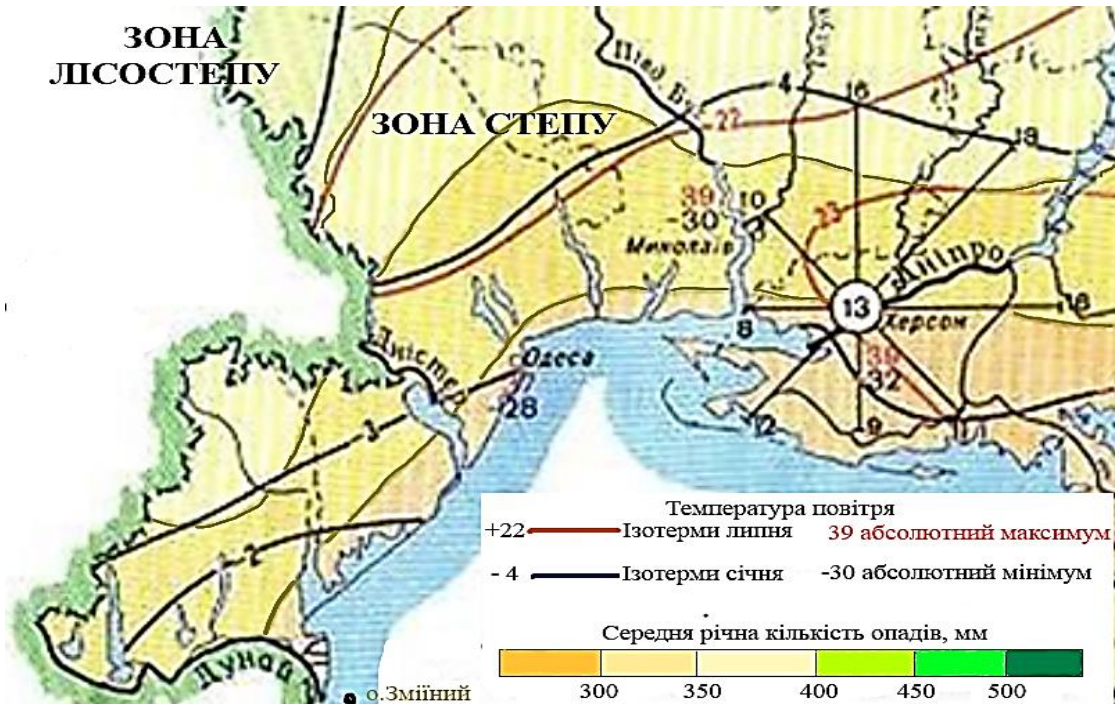 ЗОНА
ЛІСОСТЕПУ
ЗОНА СТЕПУ
Півд Буг
4
16
22
18
39
-30
10
8
Миколаїв
23
Дніпро
13
Херсон
16
8
39
-32
12
9
11
Одеса
-28
Дністер
-3
-2
Дунай
о.Зміїний
Температура повітря
+22 Ізотерми липня 39 абсолютний максимум
- 4 Ізотерми січня -30 абсолютний мінімум
Середня річна кількість опадів, мм
300 350 400 450 500